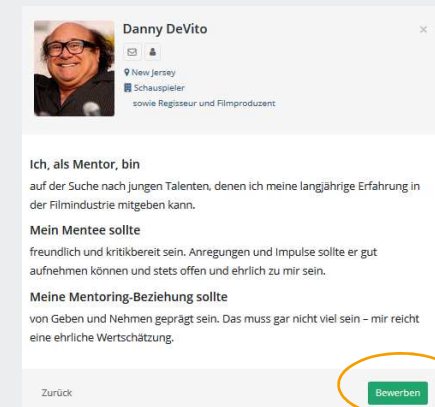 Danny DeVito
×
New Jersey
Schauspieler
sowie Regisseur und Filmproduzent
Ich, als Mentor, bin
auf der Suche nach jungen Talenten, denen ich meine langjährige Erfahrung in
der Filmindustrie mitgeben kann.
Mein Mentee sollte
freundlich und kritikbereit sein. Anregungen und Impulse sollte er gut
aufnehmen können und stets offen und ehrlich zu mir sein.
Meine Mentoring-Beziehung sollte
von Geben und Nehmen geprägt sein. Das muss gar nicht viel sein – mir reicht
eine ehrliche Wertschätzung.
Zurück
Bewerben